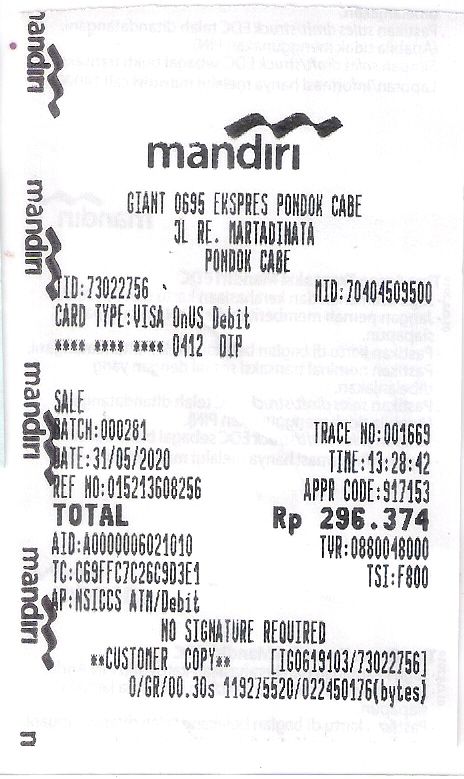 mandiri
GIANT 0695 EKSPRES PONDOK CABE
JL RE. MARTADINATA
PONDOK CABE
TID:73022756 MID:70404509500
CARD TYPE:VISA OnUS Debit
**** **** **** 0412 DIP
SALE
BATCH:000281 TRACE NO:001669
DATE:31/05/2020 TIME:13:28:42
REF NO:015213608256 APPR CODE:917153
TOTAL Rp 296.374
AID:A0000006021010 TVR:0880048000
TC:C69FFC7C26C9D3E1 TSI:F800
AP:NSICCS ATM/Debit
NO SIGNATURE REQUIRED
**CUSTOMER COPY** [IGO619103/73022756]
0/GR/00.30s 119275520/022450176(bytes)
mandiri
mandiri
mandiri
mandiri